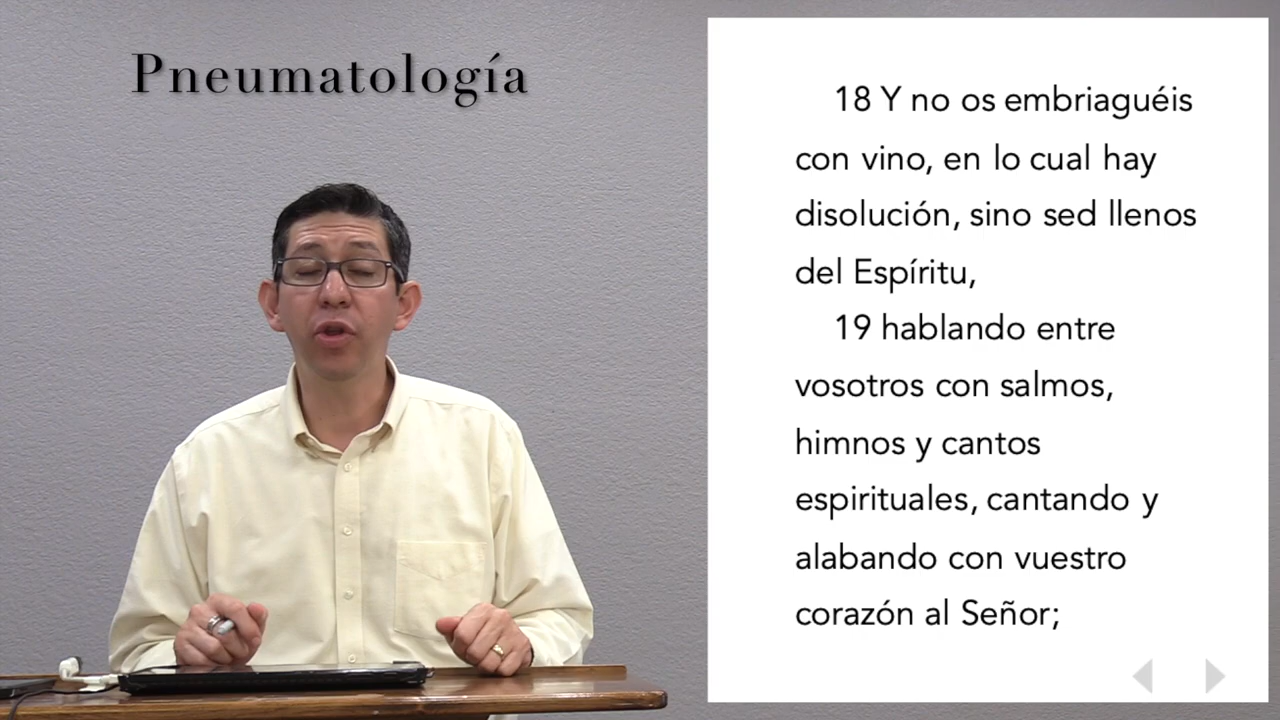 Pneumatología
18 Y no os embriaguéis
con vino, en lo cual hay
disolución, sino sed llenos
del Espíritu,
19 hablando entre
vosotros con salmos,
himnos y cantos
espirituales, cantando y
alabando con vuestro
corazón al Señor;